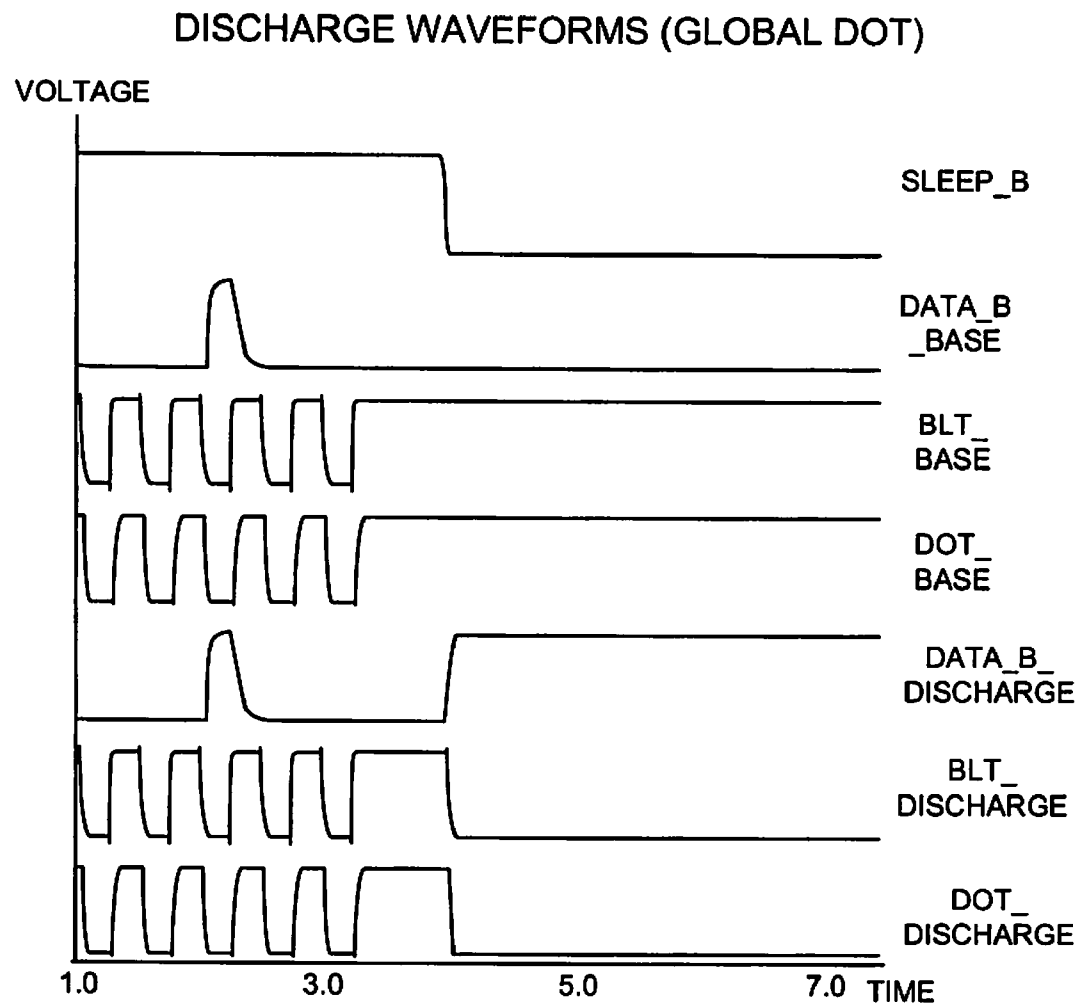 DISCHARGE WAVEFORMS (GLOBAL DOT)
VOLTAGE
SLEEP_B
DATA_B
_BASE
BLT_
BASE
DOT_
BASE
DATA_B_
DISCHARGE
BLT_
DISCHARGE
DOT_
DISCHARGE
1.0 3.0 5.0 7.0 TIME